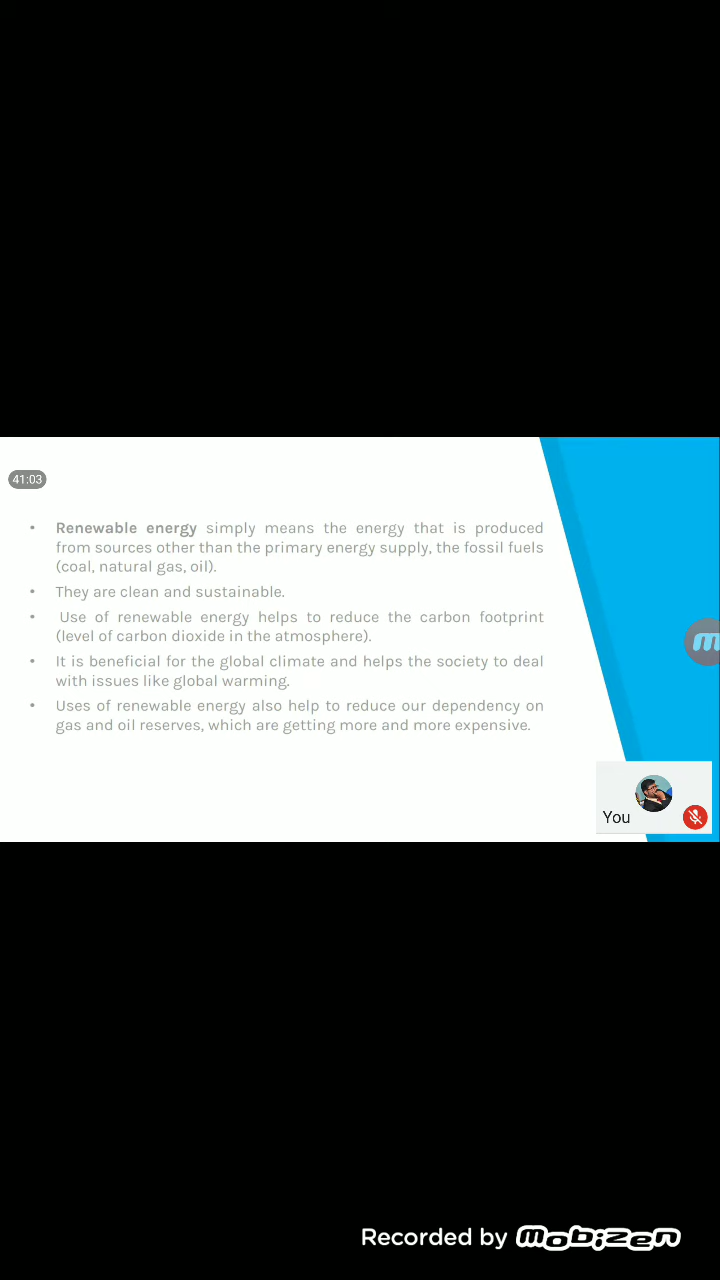 41:03
• Renewable energy simply means the energy that is produced
from sources other than the primary energy supply, the fossil fuels
(coal, natural gas, oil).
• They are clean and sustainable.
• Use of renewable energy helps to reduce the carbon footprint
(level of carbon dioxide in the atmosphere).
• It is beneficial for the global climate and helps the society to deal
with issues like global warming.
• Uses of renewable energy also help to reduce our dependency on
gas and oil reserves, which are getting more and more expensive.
m
You
Recorded by mobizen